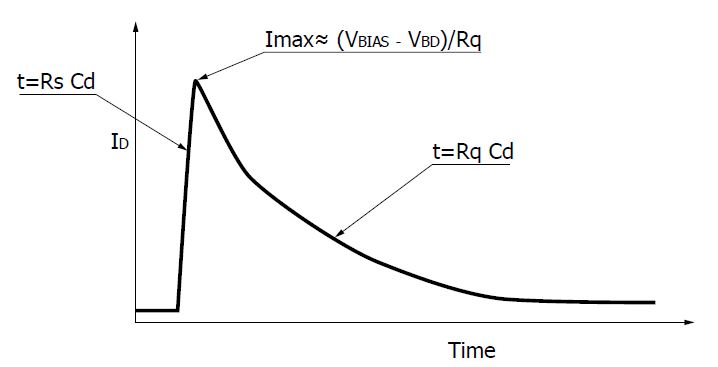 Imax≈ (VBIAS - VBD)/Rq
t=Rs Cd
ID
t=Rq Cd
Time